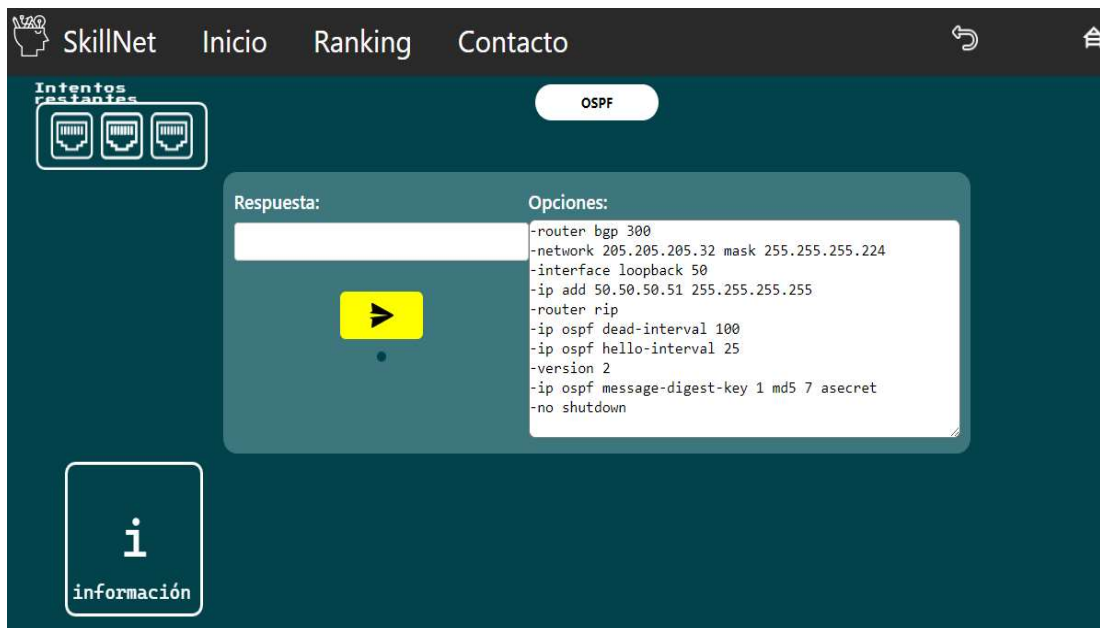 SkillNet Inicio Ranking Contacto
Intentos
restantes
OSPF
Respuesta:
Opciones:
-router bgp 300
-network 205.205.205.32 mask 255.255.255.224
-interface loopback 50
-ip add 50.50.50.51 255.255.255.255
-router rip
-ip ospf dead-interval 100
-ip ospf hello-interval 25
-version 2
-ip ospf message-digest-key 1 md5 7 asecret
-no shutdown
i
información